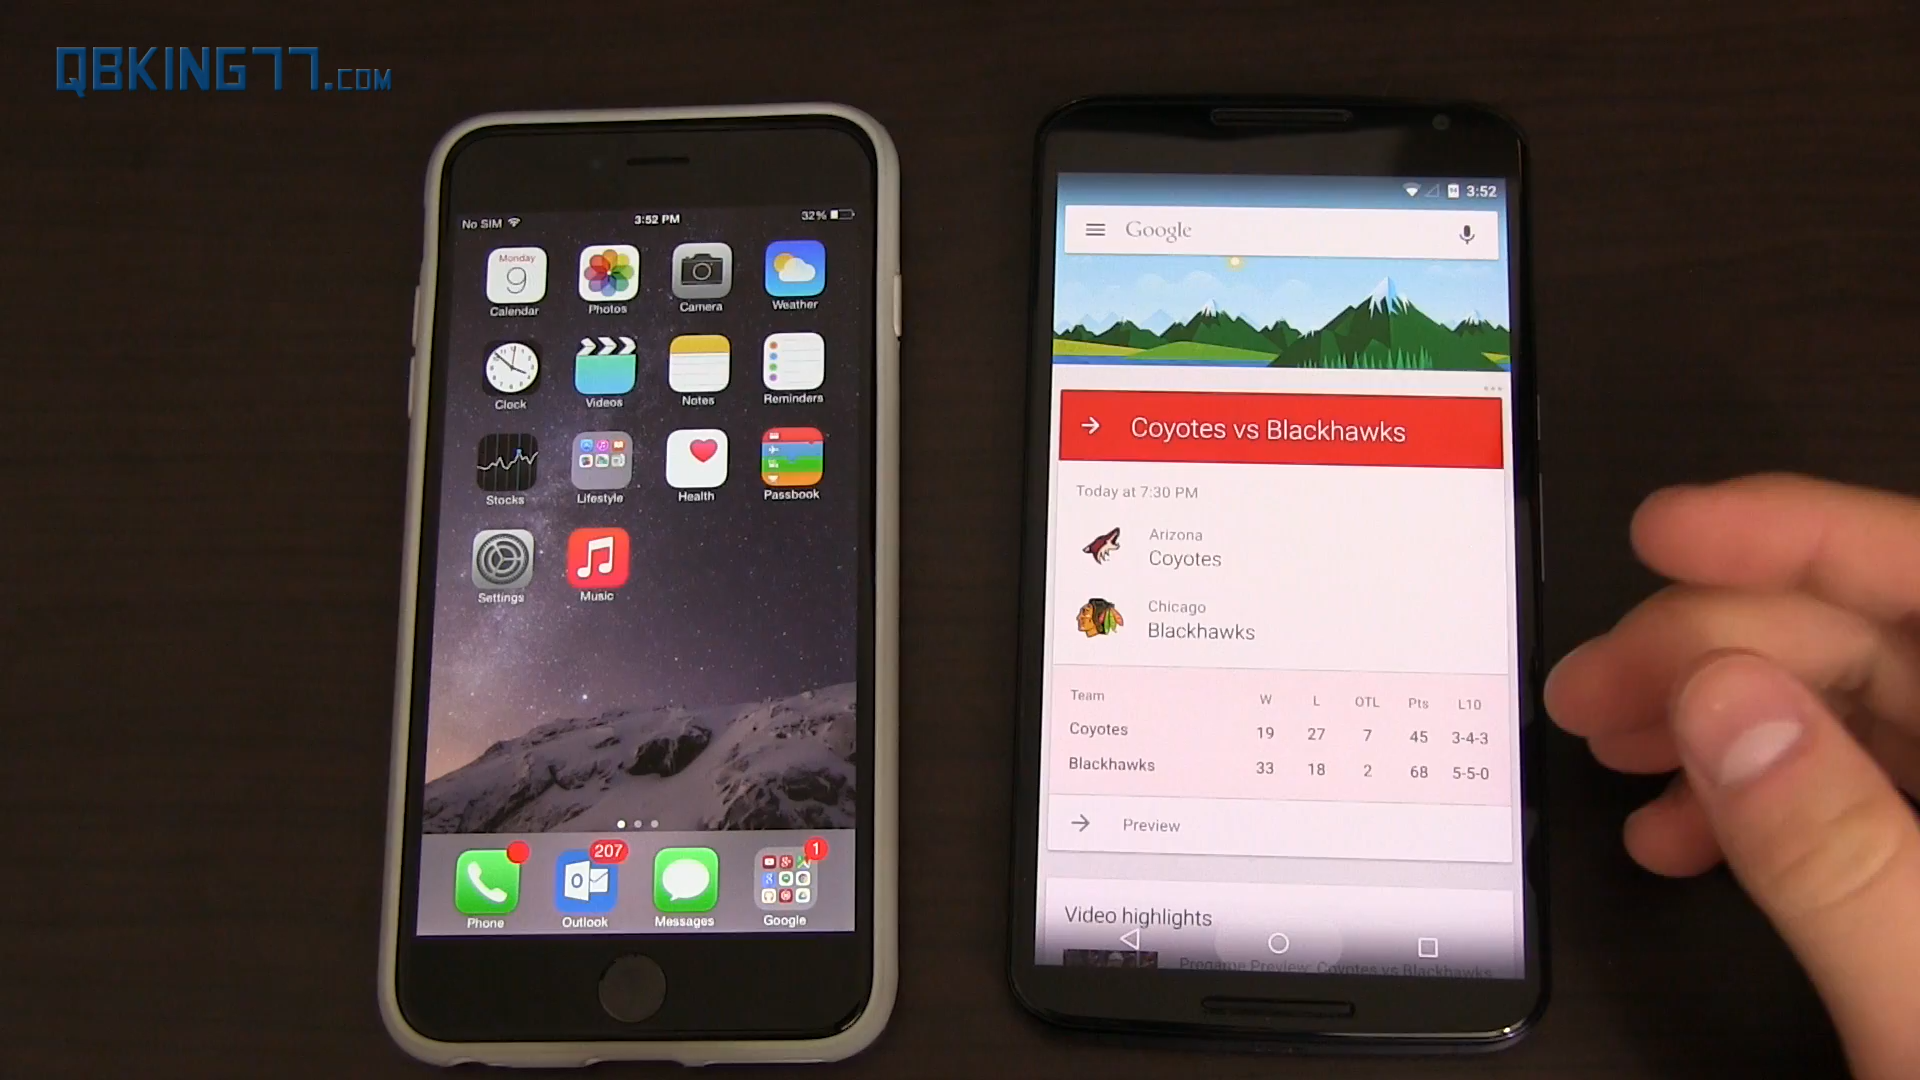 QBKING77.COM
No SIM 3:52 PM 32%
Monday
9
Calendar Photos Camera Weather
Clock Videos Notes Reminders
Stocks Lifestyle Health Passbook
Settings Music
207 1
Phone Outlook Messages Google
3:52
Google
Coyotes vs Blackhawks
Today at 7:30 PM
Arizona
Coyotes
Chicago
Blackhawks
Team W L OTL Pts L10
Coyotes 19 27 7 45 3-4-3
Blackhawks 33 18 2 68 5-5-0
Preview
Video highlights
Pregame Preview: Coyotes vs Blackhawks